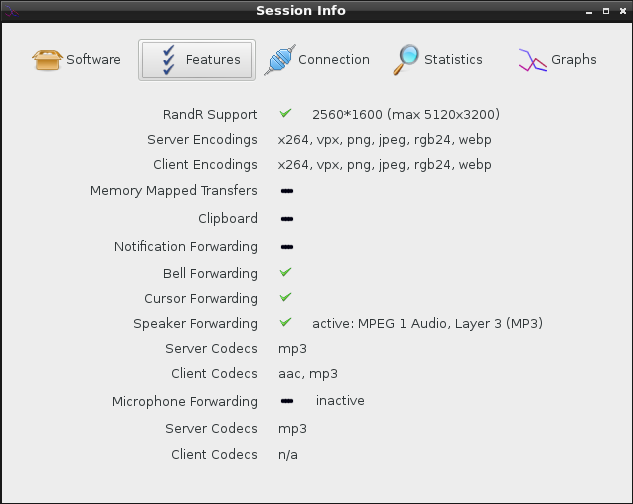 Session Info
Software Features Connection Statistics Graphs
RandR Support 2560*1600 (max 5120x3200)
Server Encodings x264, vpx, png, jpeg, rgb24, webp
Client Encodings x264, vpx, png, jpeg, rgb24, webp
Memory Mapped Transfers
Clipboard
Notification Forwarding
Bell Forwarding
Cursor Forwarding
Speaker Forwarding active: MPEG 1 Audio, Layer 3 (MP3)
Server Codecs mp3
Client Codecs aac, mp3
Microphone Forwarding inactive
Server Codecs mp3
Client Codecs n/a